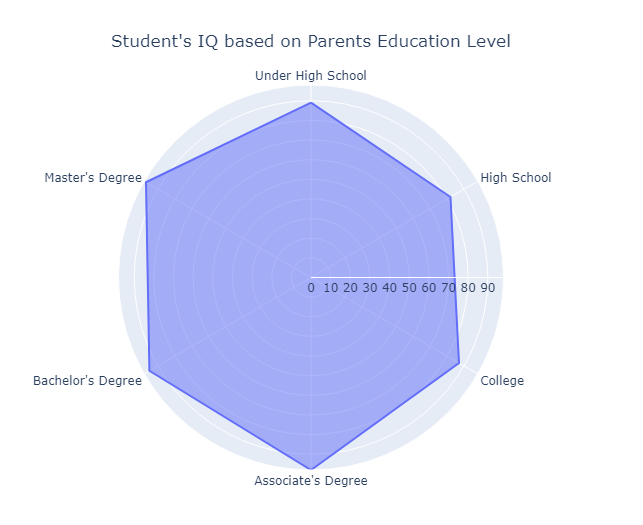 Student's IQ based on Parents Education Level
Under High School
Master's Degree
High School
0 10 20 30 40 50 60 70 80 90
Bachelor's Degree
College
Associate's Degree